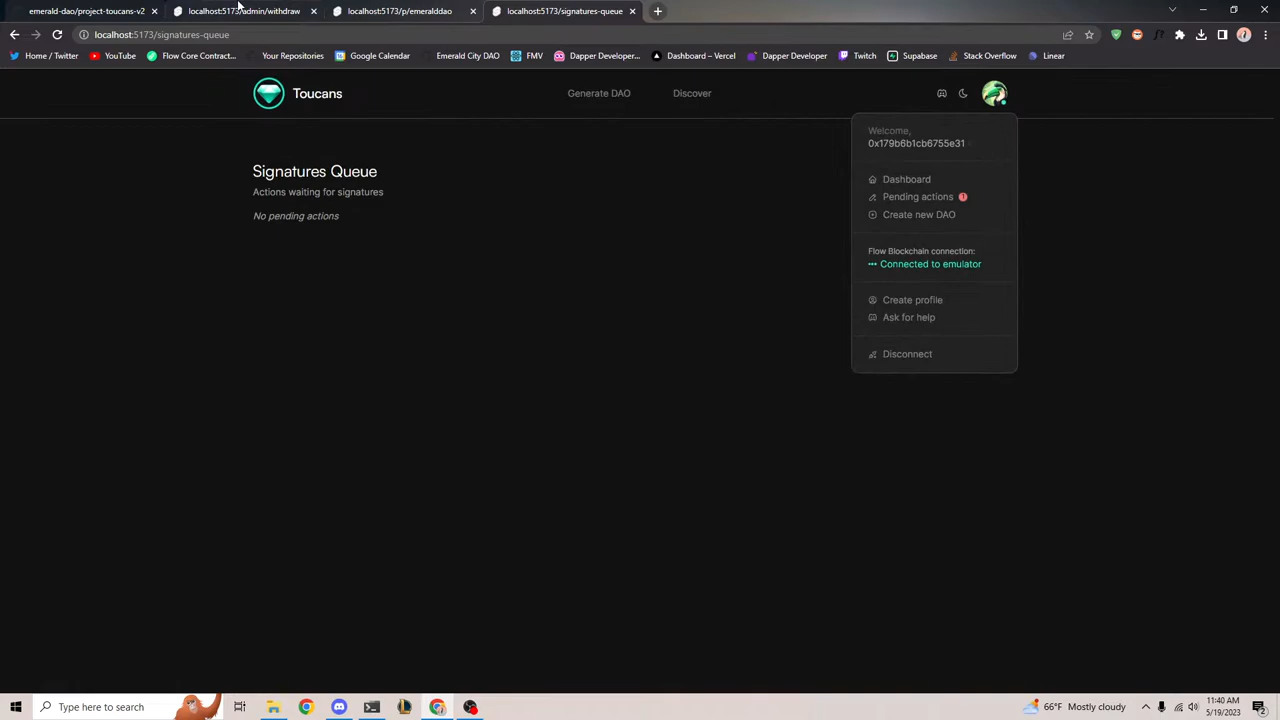 emerald-dao/project-toucans-v2
localhost:5173/admin/withdraw
localhost:5173/p/emeralddao
localhost:5173/signatures-queue
localhost:5173/signatures-queue
Home / Twitter
YouTube
Flow Core Contract...
Your Repositories
Google Calendar
Emerald City DAO
FMV
Dapper Developer...
Dashboard – Vercel
Dapper Developer
Twitch
Supabase
Stack Overflow
Linear
Toucans
Generate DAO
Discover
Welcome,
0x179b6b1cb6755e31
Signatures Queue
Actions waiting for signatures
No pending actions
Dashboard
Pending actions 1
Create new DAO
Flow Blockchain connection:
Connected to emulator
Create profile
Ask for help
Disconnect
Type here to search
66°F Mostly cloudy
11:40 AM
5/19/2023
2